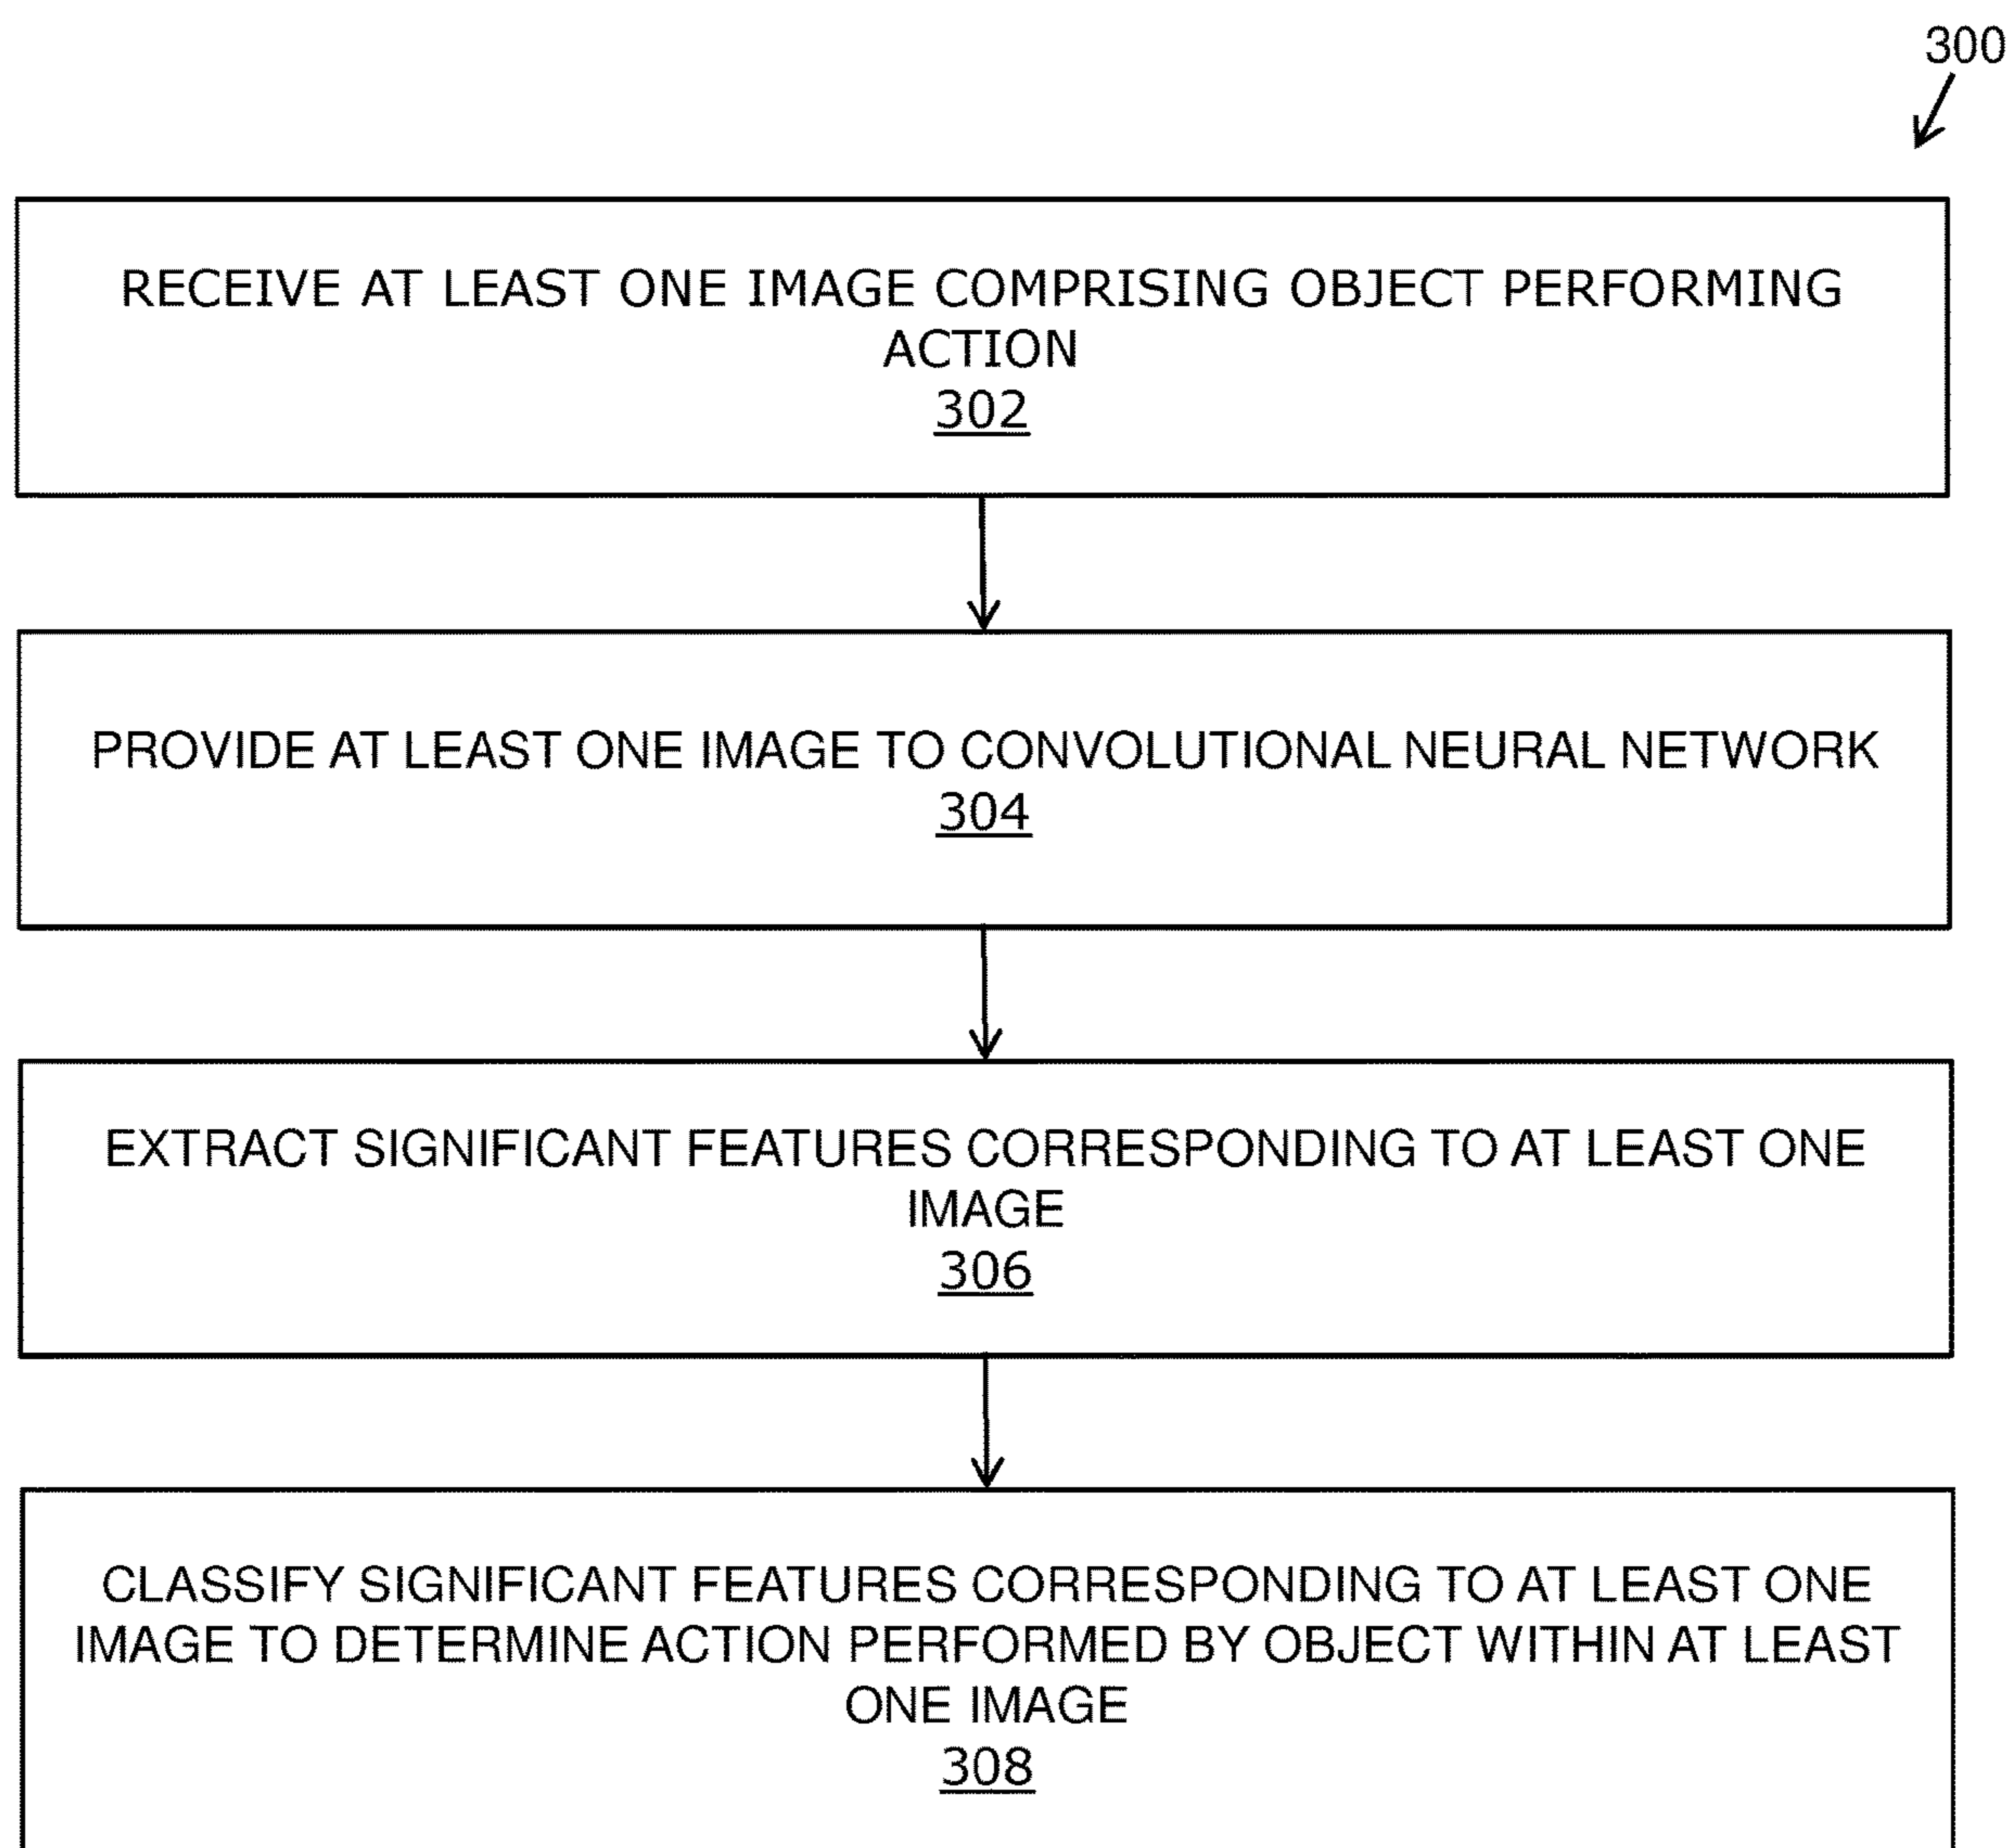 300
RECEIVE AT LEAST ONE IMAGE COMPRISING OBJECT PERFORMING
ACTION
302
PROVIDE AT LEAST ONE IMAGE TO CONVOLUTIONAL NEURAL NETWORK
304
EXTRACT SIGNIFICANT FEATURES CORRESPONDING TO AT LEAST ONE
IMAGE
306
CLASSIFY SIGNIFICANT FEATURES CORRESPONDING TO AT LEAST ONE
IMAGE TO DETERMINE ACTION PERFORMED BY OBJECT WITHIN AT LEAST
ONE IMAGE
308